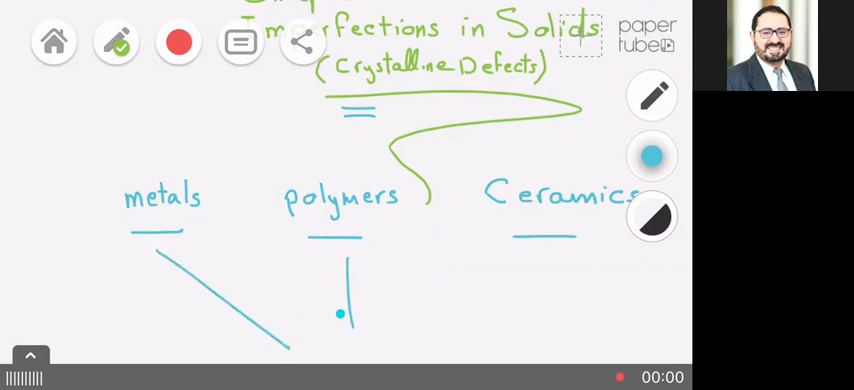 Imperfections in Solids
paper
tube
(Crystalline Defects)
metals polymers Ceramics
00:00